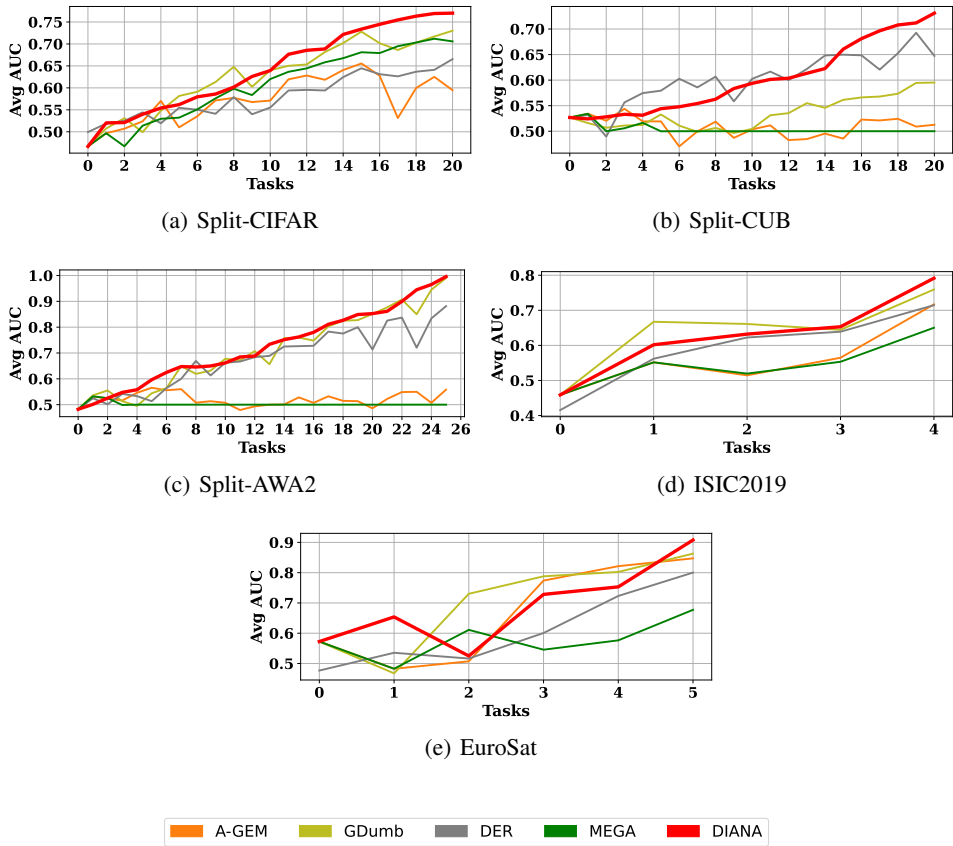 Avg AUC
0.75
0.70
0.65
0.60
0.55
0.50
0 2 4 6 8 10 12 14 16 18 20
Tasks
(a) Split-CIFAR
Avg AUC
0.70
0.65
0.60
0.55
0.50
0 2 4 6 8 10 12 14 16 18 20
Tasks
(b) Split-CUB
Avg AUC
1.0
0.9
0.8
0.7
0.6
0.5
0 2 4 6 8 10 12 14 16 18 20 22 24 26
Tasks
(c) Split-AWA2
Avg AUC
0.8
0.7
0.6
0.5
0.4
0 1 2 3 4
Tasks
(d) ISIC2019
Avg AUC
0.9
0.8
0.7
0.6
0.5
0 1 2 3 4 5
Tasks
(e) EuroSat
A-GEM GDumb DER MEGA DIANA